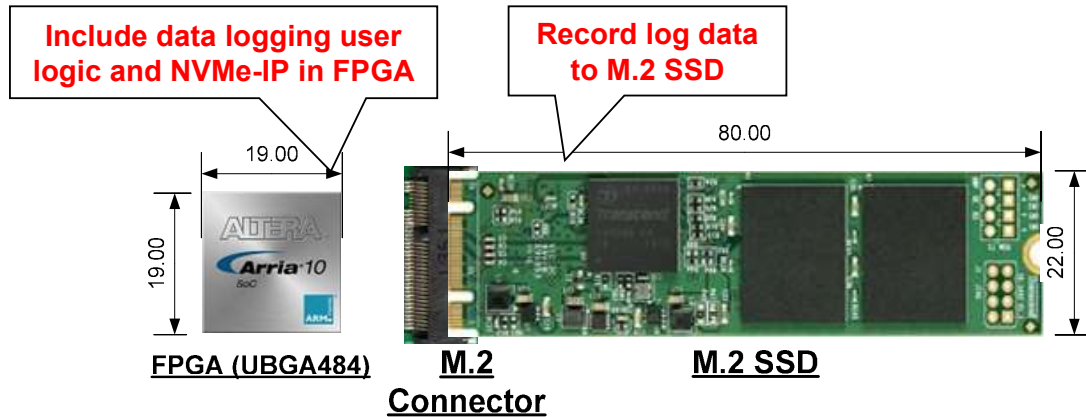 Include data logging user
logic and NVMe-IP in FPGA
Record log data
to M.2 SSD
80.00
19.00
19.00
22.00
ALTERA
Arria 10
SoC
ARM
Transcend
FPGA (UBGA484)
M.2
Connector
M.2 SSD